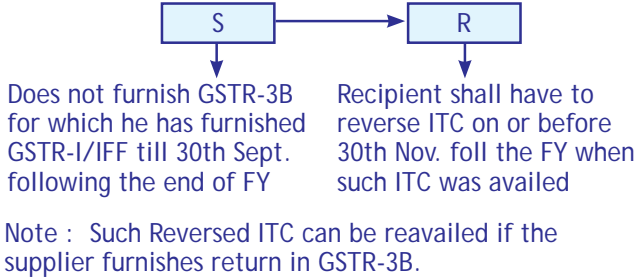 S
R
Does not furnish GSTR-3B
for which he has furnished
GSTR-I/IFF till 30th Sept.
following the end of FY
Recipient shall have to
reverse ITC on or before
30th Nov. foll the FY when
such ITC was availed
Note : Such Reversed ITC can be reavailed if the
supplier furnishes return in GSTR-3B.